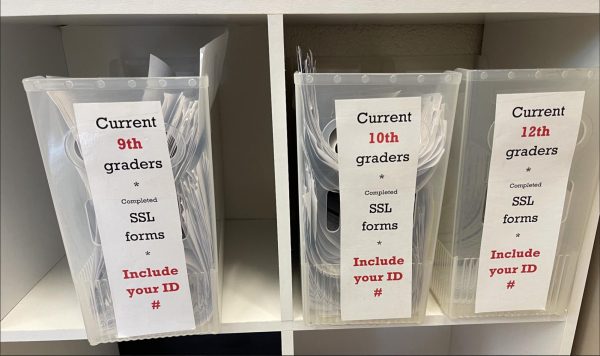 Current
9th
graders
*
Completed
SSL
forms
*
Include
your ID
#
Current
10th
graders
*
Completed
SSL
forms
*
Include
your ID
#
Current
12th
graders
*
Completed
SSL
forms
*
Include
your ID
#